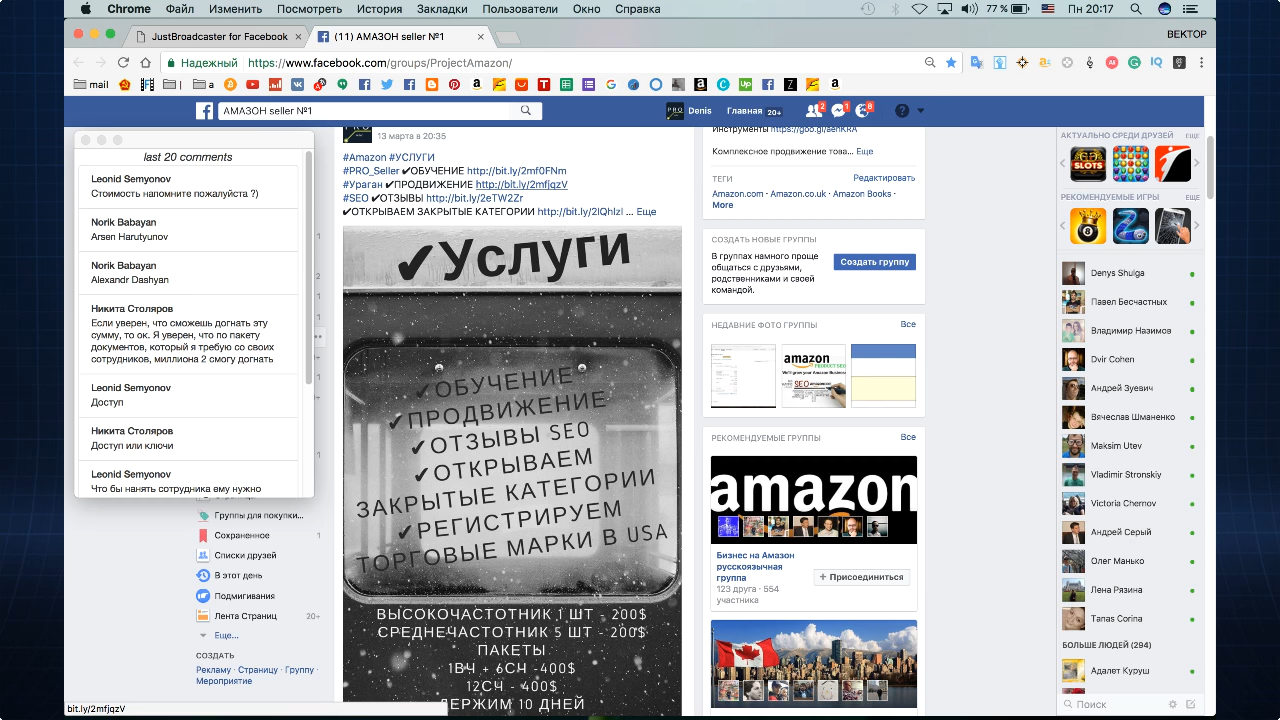 Chrome Файл Изменить Посмотреть История Закладки Пользователи Окно Справка 77 % Пн 20:17
JustBroadcaster for Facebook
(11) АМАЗОН seller №1
ВЕКТОР
Надежный
https://www.facebook.com/groups/ProjectAmazon/
mail
АМАЗОН seller №1
Denis
Главная 20+
2
1
8
last 20 comments
Leonid Semyonov
Стоимость напомните пожалуйста ?)
Norik Babayan
Arsen Harutyunov
Norik Babayan
Alexandr Dashyan
Никита Столяров
Если уверен, что сможешь догнать эту
сумму, то ок. Я уверен, что по пакету
документов, который я требую со своих
сотрудников, миллиона 2 смогу догнать
Leonid Semyonov
Доступ
Никита Столяров
Доступ или ключи
Leonid Semyonov
Что бы нанять сотрудника ему нужно
Группы для покупки...
Сохраненное 1
Списки друзей
В этот день
Подмигивания
Лента Страниц 20+
Еще...
СОЗДАТЬ
Рекламу · Страницу · Группу ·
Мероприятие
bit.ly/2mfjqzV
13 марта в 20:35
#Amazon #УСЛУГИ
#PRO_Seller ✔ОБУЧЕНИЕ http://bit.ly/2mf0FNm
#Ураган ✔ПРОДВИЖЕНИЕ http://bit.ly/2mfjqzV
#SEO ✔ОТЗЫВЫ http://bit.ly/2eTW2Zr
✔ОТКРЫВАЕМ ЗАКРЫТЫЕ КАТЕГОРИИ http://bit.ly/2lQhIzl ... Еще
✔Услуги
✔ОБУЧЕНИЕ
✔ПРОДВИЖЕНИЕ
✔ОТЗЫВЫ SEO
✔ОТКРЫВАЕМ
ЗАКРЫТЫЕ КАТЕГОРИИ
✔РЕГИСТРИРУЕМ
ТОРГОВЫЕ МАРКИ В USA
ВЫСОКОЧАСТОТНИК 1 ШТ - 200$
СРЕДНЕЧАСТОТНИК 5 ШТ - 200$
ПАКЕТЫ
1ВЧ + 6СЧ -400$
12СЧ - 400$
ДЕРЖИМ 10 ДНЕЙ
Инструменты https://goo.gl/aenKRA
Комплексное продвижение това... Еще
ТЕГИ Редактировать
Amazon.com · Amazon.co.uk · Amazon Books ·
More
СОЗДАТЬ НОВЫЕ ГРУППЫ
В группах намного проще
общаться с друзьями,
родственниками и своей
командой.
Создать группу
НЕДАВНИЕ ФОТО ГРУППЫ Все
amazon
SEO
РЕКОМЕНДУЕМЫЕ ГРУППЫ Все
amazon
Бизнес на Амазон
русскоязычная
группа
123 друга · 554
участника
+ Присоединиться
АКТУАЛЬНО СРЕДИ ДРУЗЕЙ ЕЩЕ
SLOTS
РЕКОМЕНДУЕМЫЕ ИГРЫ ЕЩЕ
8
Denys Shulga
Павел Бесчастных
Владимир Назимов
Dvir Cohen
Андрей Зуевич
Вячеслав Шманенко
Maksim Utev
Vladimir Stronskiy
Victoria Chernov
Андрей Серый
Олег Манько
Лена Рязина
Tanas Corina
БОЛЬШЕ ЛЮДЕЙ (294)
Адалет Куруш
Поиск